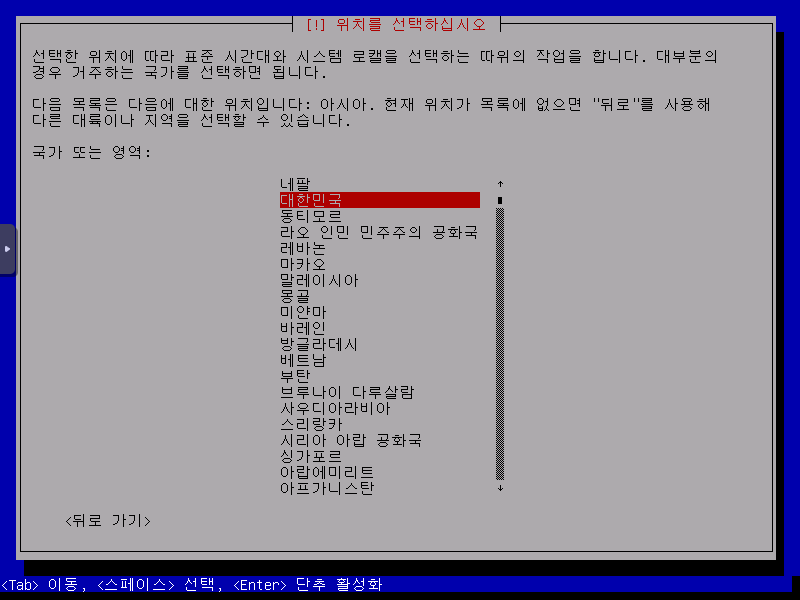 [!] 위치를 선택하십시오
선택한 위치에 따라 표준 시간대와 시스템 로캘을 선택하는 따위의 작업을 합니다. 대부분의
경우 거주하는 국가를 선택하면 됩니다.
다음 목록은 다음에 대한 위치입니다: 아시아. 현재 위치가 목록에 없으면 "뒤로"를 사용해
다른 대륙이나 지역을 선택할 수 있습니다.
국가 또는 영역:
네팔
대한민국
동티모르
라오 인민 민주주의 공화국
레바논
마카오
말레이시아
몽골
미얀마
바레인
방글라데시
베트남
부탄
브루나이 다루살람
사우디아라비아
스리랑카
시리아 아랍 공화국
싱가포르
아랍에미리트
아프가니스탄
<뒤로 가기>
<Tab> 이동, <스페이스> 선택, <Enter> 단추 활성화